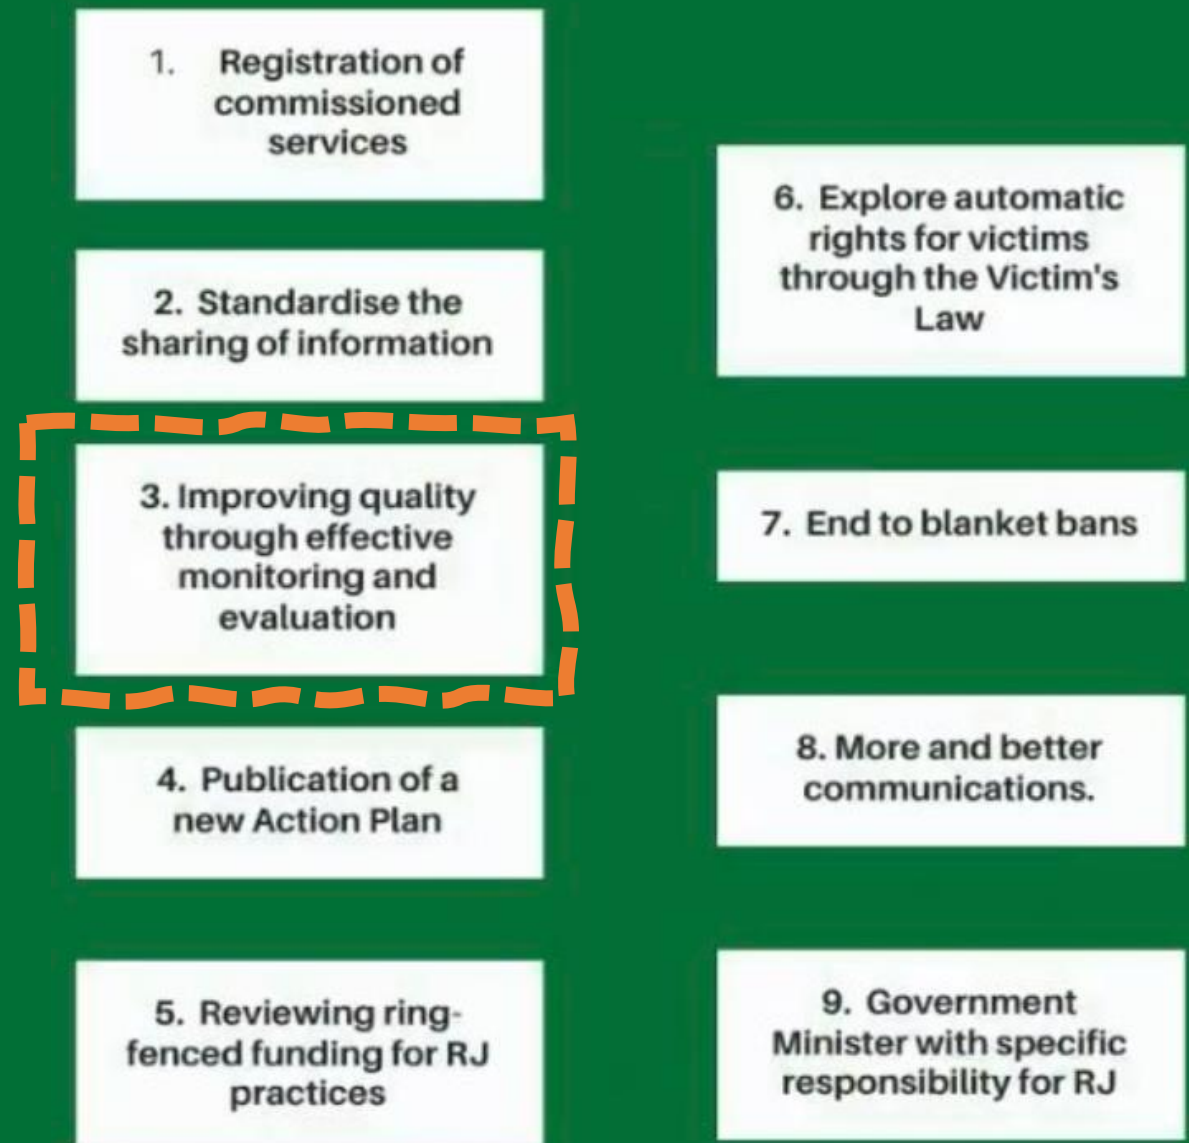 1. Registration of
commissioned
services
2. Standardise the
sharing of information
3. Improving quality
through effective
monitoring and
evaluation
4. Publication of a
new Action Plan
5. Reviewing ring-
fenced funding for RJ
practices
6. Explore automatic
rights for victims
through the Victim's
Law
7. End to blanket bans
8. More and better
communications.
9. Government
Minister with specific
responsibility for RJ